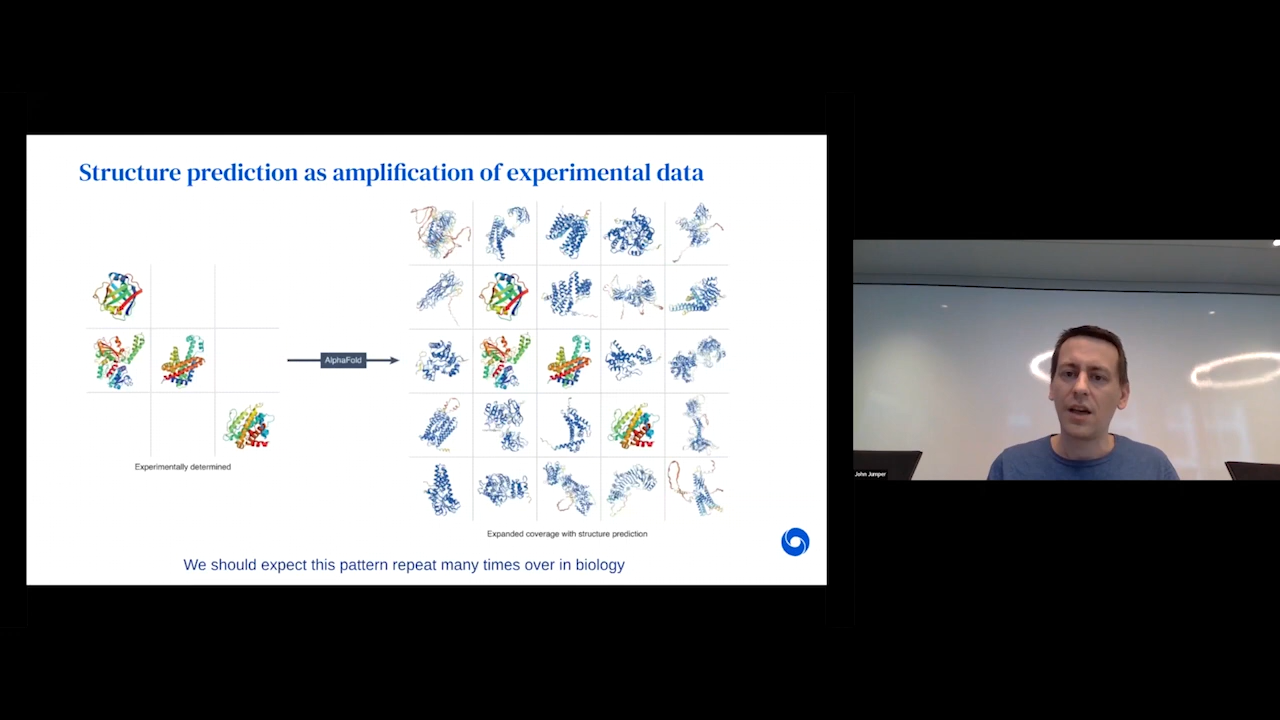 Structure prediction as amplification of experimental data
AlphaFold
Experimentally determined
Expanded coverage with structure prediction
We should expect this pattern repeat many times over in biology
John Jumper